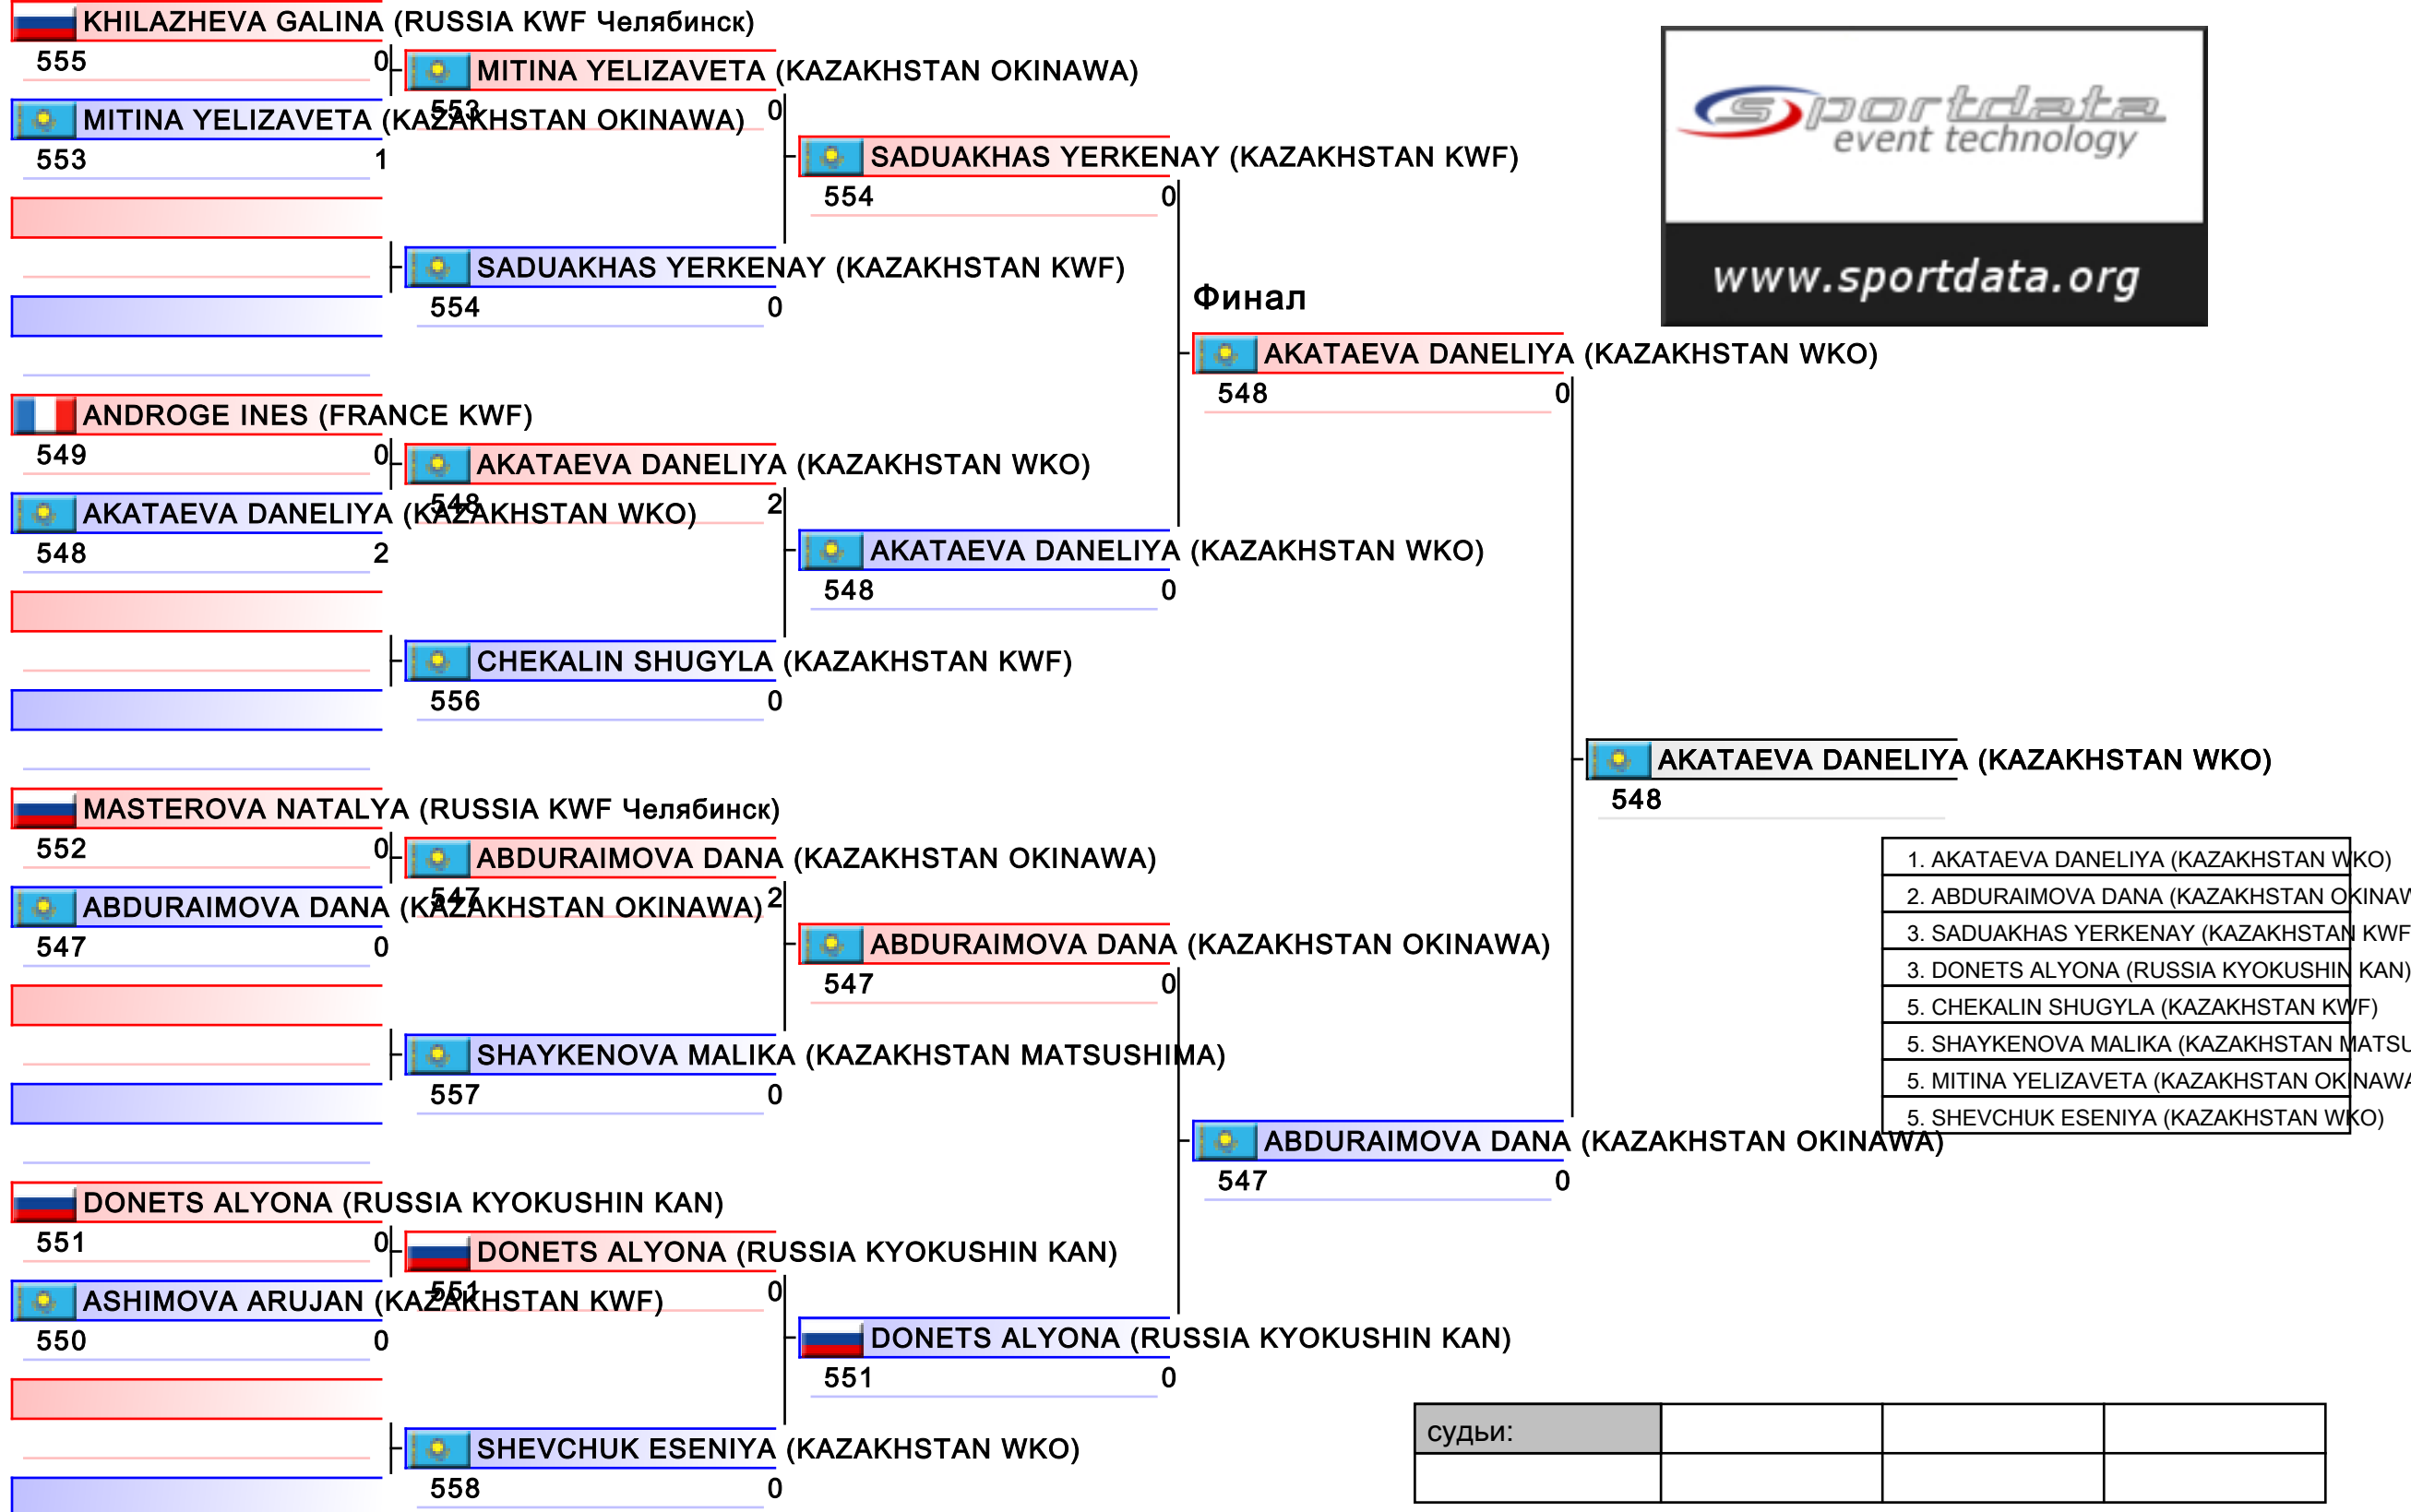 KHILAZHEVA GALINA (RUSSIA KWF Челябинск)
555 0
MITINA YELIZAVETA (KAZAKHSTAN OKINAWA)
553 1
ANDROGE INES (FRANCE KWF)
549 0
AKATAEVA DANELIYA (KAZAKHSTAN WKO)
548 2
MASTEROVA NATALYA (RUSSIA KWF Челябинск)
552 0
ABDURAIMOVA DANA (KAZAKHSTAN OKINAWA)
547 0
DONETS ALYONA (RUSSIA KYOKUSHIN KAN)
551 0
ASHIMOVA ARUJAN (KAZAKHSTAN KWF)
550 0
MITINA YELIZAVETA (KAZAKHSTAN OKINAWA)
553 0
SADUAKHAS YERKENAY (KAZAKHSTAN KWF)
554 0
AKATAEVA DANELIYA (KAZAKHSTAN WKO)
548 2
CHEKALIN SHUGYLA (KAZAKHSTAN KWF)
556 0
ABDURAIMOVA DANA (KAZAKHSTAN OKINAWA)
547 2
SHAYKENOVA MALIKA (KAZAKHSTAN MATSUSHIMA)
557 0
DONETS ALYONA (RUSSIA KYOKUSHIN KAN)
551 0
SHEVCHUK ESENIYA (KAZAKHSTAN WKO)
558 0
SADUAKHAS YERKENAY (KAZAKHSTAN KWF)
554 0
AKATAEVA DANELIYA (KAZAKHSTAN WKO)
548 0
ABDURAIMOVA DANA (KAZAKHSTAN OKINAWA)
547 0
DONETS ALYONA (RUSSIA KYOKUSHIN KAN)
551 0
Финал
AKATAEVA DANELIYA (KAZAKHSTAN WKO)
548 0
ABDURAIMOVA DANA (KAZAKHSTAN OKINAWA)
547 0
AKATAEVA DANELIYA (KAZAKHSTAN WKO)
548
sportdata
event technology
www.sportdata.org
1. AKATAEVA DANELIYA (KAZAKHSTAN WKO)
2. ABDURAIMOVA DANA (KAZAKHSTAN OKINAW
3. SADUAKHAS YERKENAY (KAZAKHSTAN KWF
3. DONETS ALYONA (RUSSIA KYOKUSHIN KAN)
5. CHEKALIN SHUGYLA (KAZAKHSTAN KWF)
5. SHAYKENOVA MALIKA (KAZAKHSTAN MATSU
5. MITINA YELIZAVETA (KAZAKHSTAN OKINAWA
5. SHEVCHUK ESENIYA (KAZAKHSTAN WKO)
судьи: